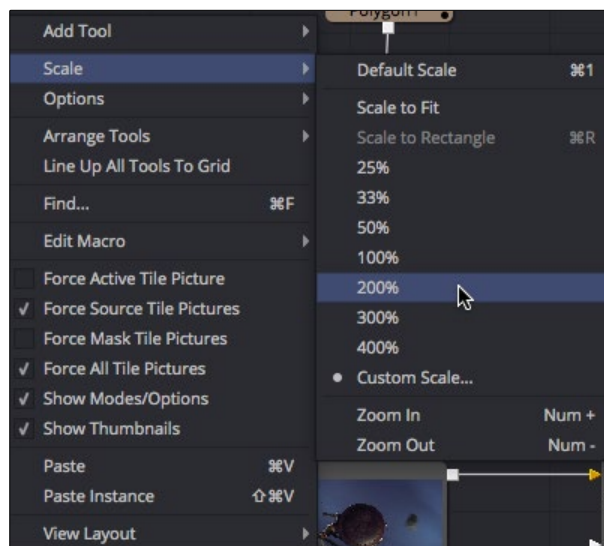 Polygon1
Add Tool
Scale
Options
Arrange Tools
Line Up All Tools To Grid
Find... ⌘F
Edit Macro
Force Active Tile Picture
Force Source Tile Pictures
Force Mask Tile Pictures
Force All Tile Pictures
Show Modes/Options
Show Thumbnails
Paste ⌘V
Paste Instance ⇧⌘V
View Layout
Default Scale ⌘1
Scale to Fit
Scale to Rectangle ⌘R
25%
33%
50%
100%
200%
300%
400%
Custom Scale...
Zoom In Num +
Zoom Out Num -